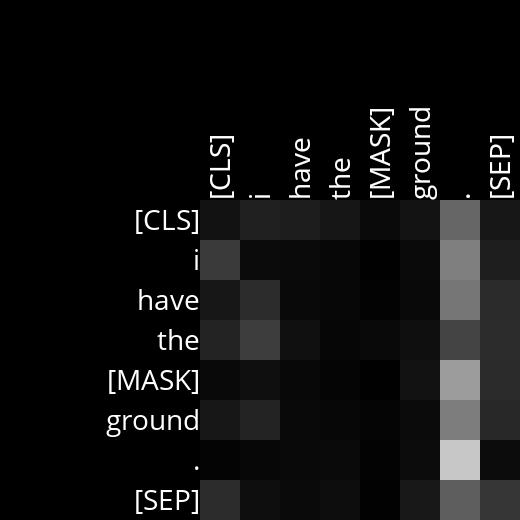 [CLS] i have the [MASK] ground . [SEP]
[CLS]
i
have
the
[MASK]
ground
.
[SEP]